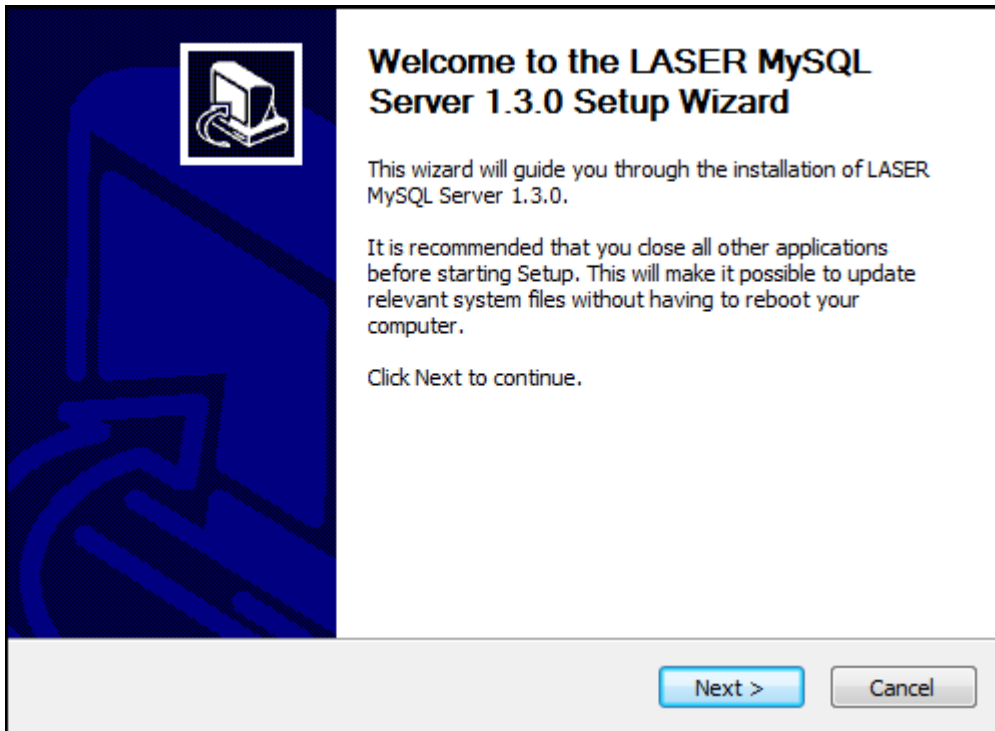 Welcome to the LASER MySQL
Server 1.3.0 Setup Wizard
This wizard will guide you through the installation of LASER
MySQL Server 1.3.0.
It is recommended that you close all other applications
before starting Setup. This will make it possible to update
relevant system files without having to reboot your
computer.
Click Next to continue.
Next >
Cancel